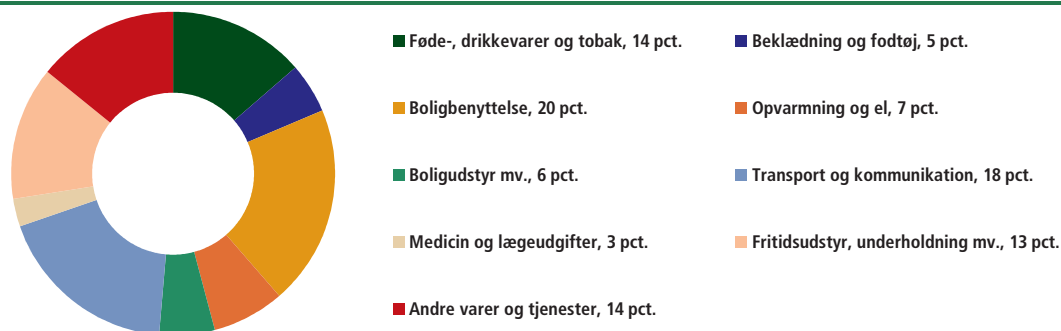 Føde-, drikkevarer og tobak, 14 pct.
Beklædning og fodtøj, 5 pct.
Boligbenyttelse, 20 pct.
Opvarmning og el, 7 pct.
Boligudstyr mv., 6 pct.
Transport og kommunikation, 18 pct.
Medicin og lægeudgifter, 3 pct.
Fritidsudstyr, underholdning mv., 13 pct.
Andre varer og tjenester, 14 pct.